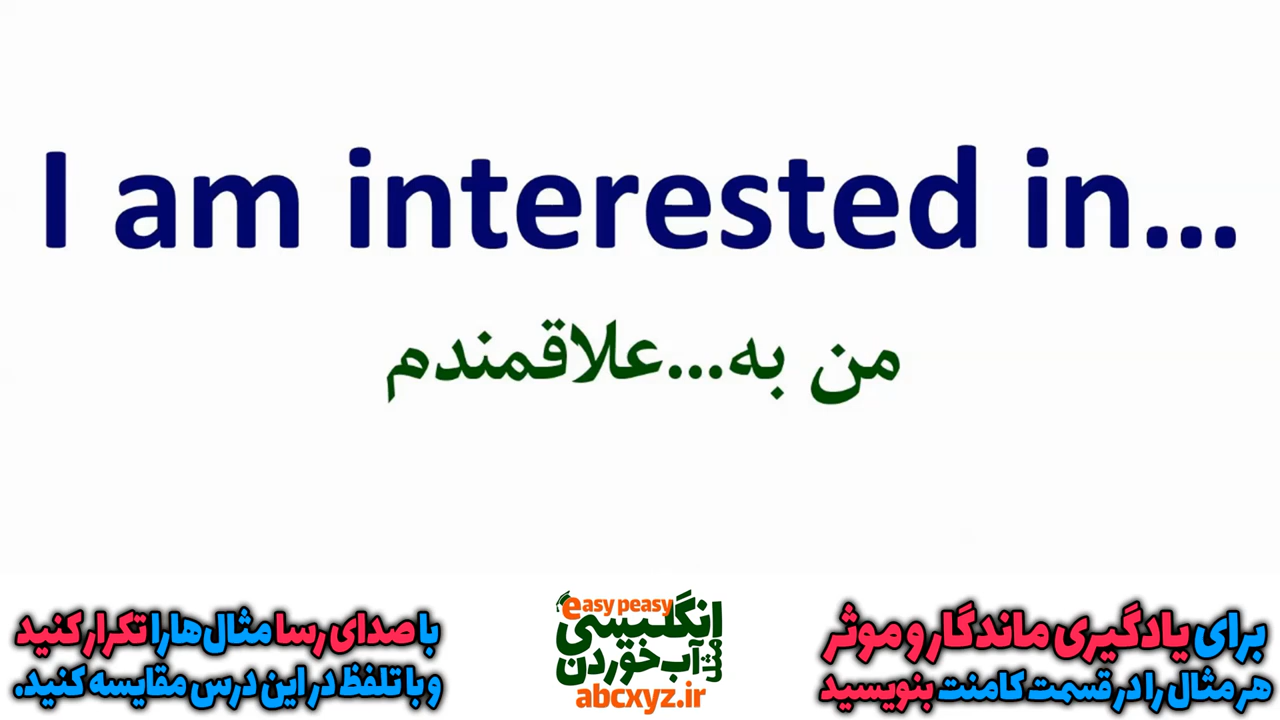 I am interested in...
من به...علاقمندم
برای یادگیری ماندگار و موثر
هر مثال را در قسمت کامنت بنویسید
easy peasy
انگلیسی
مثل
آب خوردن
abcxyz.ir
با صدای رسا مثال‌ها را تکرار کنید
و با تلفظ در این درس مقایسه کنید.